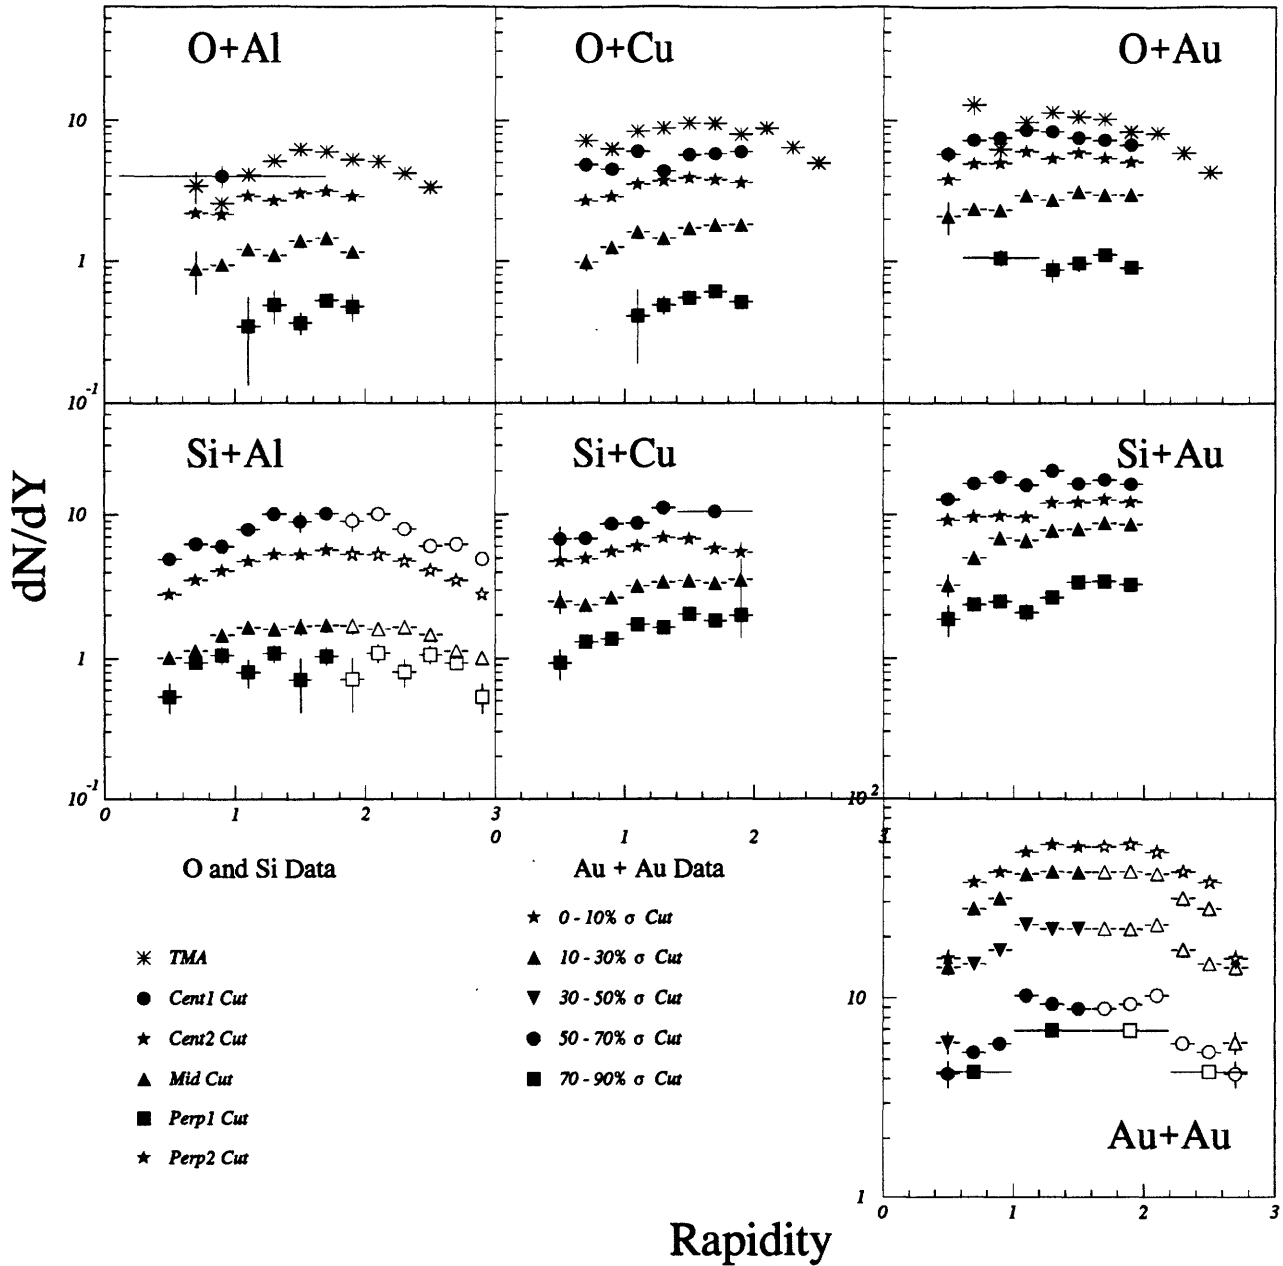 O+Al
O+Cu
O+Au
10
1
10-1
Si+Al
Si+Cu
Si+Au
10
1
10-1
0
1
2
3
0
1
2
3
dN/dY
10 2
10
1
0
1
2
3
Au+Au
O and Si Data
TMA
Cent1 Cut
Cent2 Cut
Mid Cut
Perp1 Cut
Perp2 Cut
Au + Au Data
0 - 10% σ Cut
10 - 30% σ Cut
30 - 50% σ Cut
50 - 70% σ Cut
70 - 90% σ Cut
Rapidity